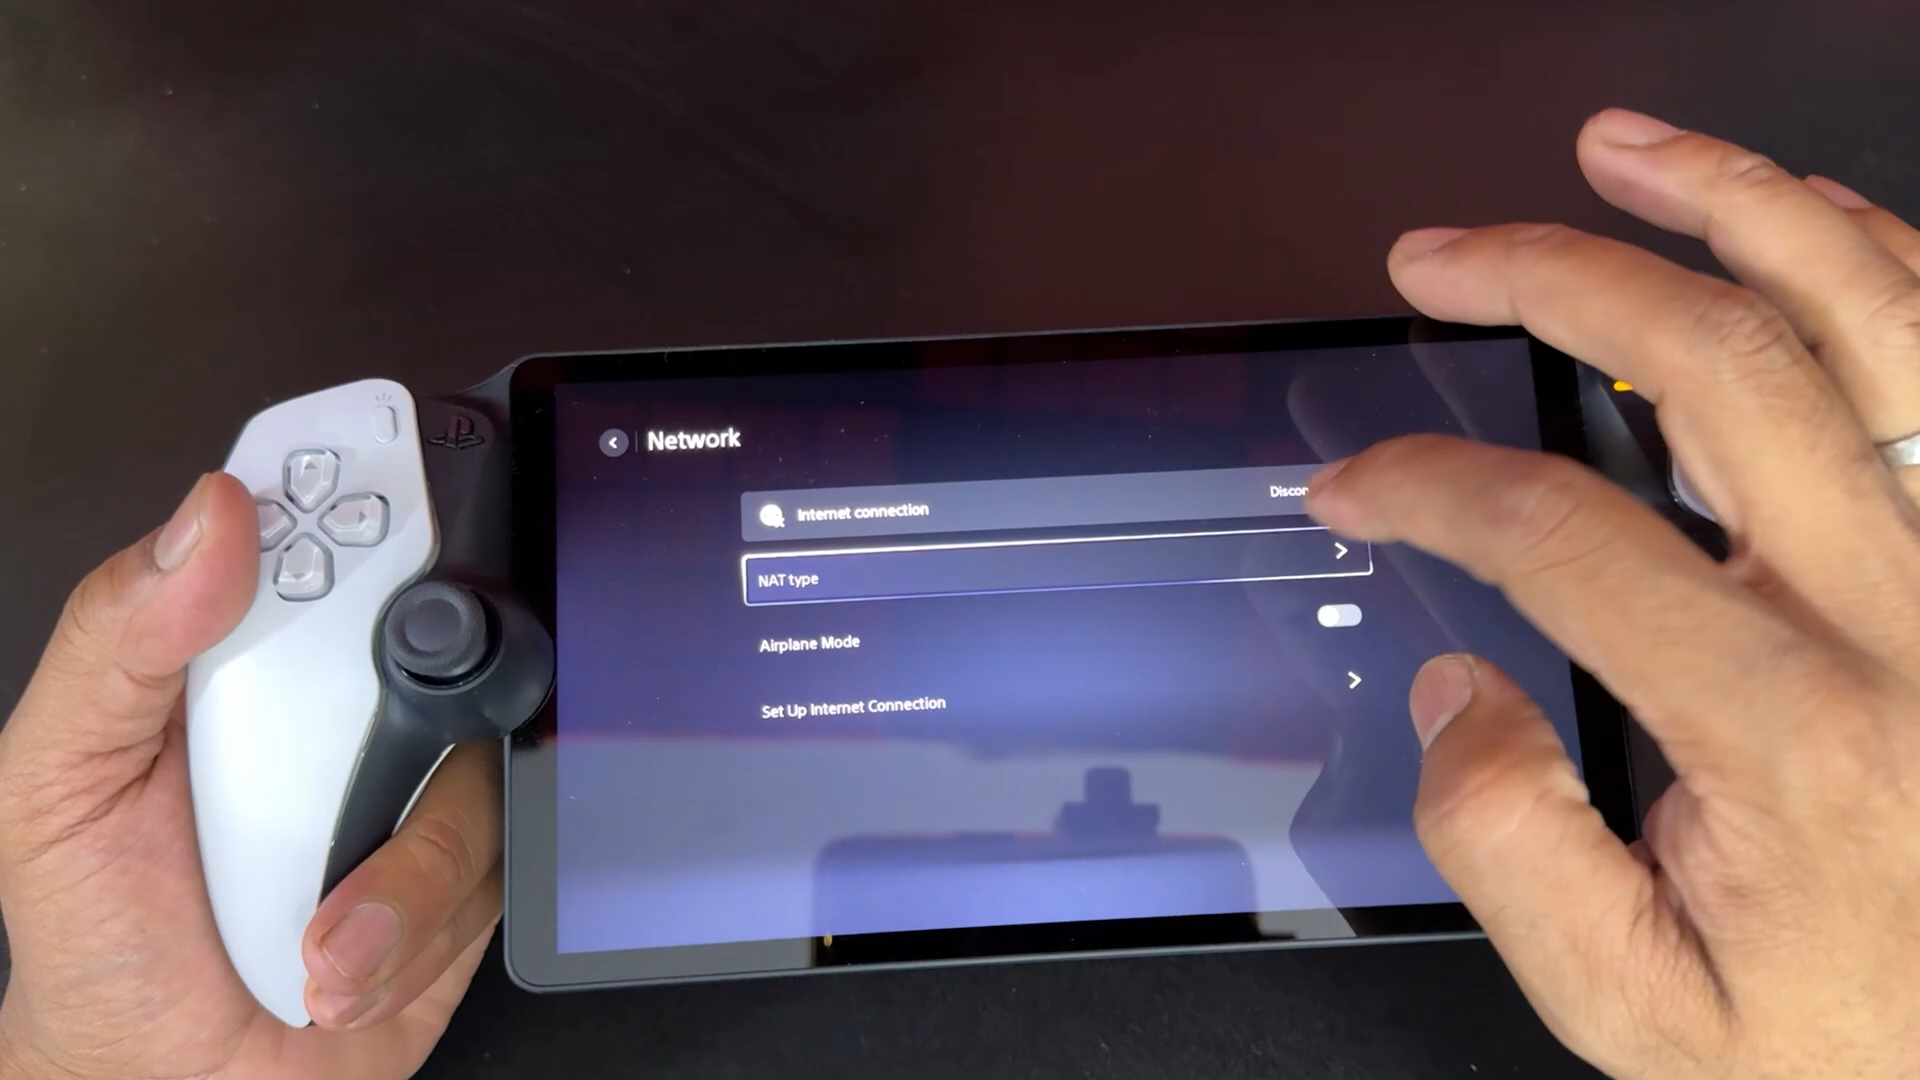 Network
Internet connection
NAT type
Airplane Mode
Set Up Internet Connection